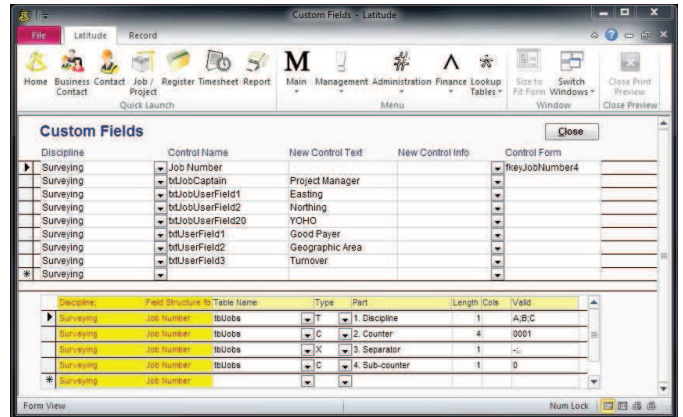 Custom Fields - Latitude
File Latitude Record
Home Business Contact Contact Job / Project Register Timesheet Report Main Management Administration Finance Lookup Tables Size to Fit Form Switch Windows Close Print Preview
Quick Launch Menu Window Close Preview
Custom Fields Close
Discipline Control Name New Control Text New Control Info Control Form
Surveying Job Number fkeyJobNumber4
Surveying txtJobCaptain Project Manager
Surveying txtJobUserField1 Easting
Surveying txtJobUserField2 Northing
Surveying txtJobUserField20 YOHO
Surveying txtUserField1 Good Payer
Surveying txtUserField2 Geographic Area
Surveying txtUserField3 Turnover
Surveying
Discipline; Field Structure fo Table Name Type Part Length Cols Valid
Surveying Job Number tblJobs T 1. Discipline 1 A;B;C
Surveying Job Number tblJobs C 2. Counter 4 0001
Surveying Job Number tblJobs X 3. Separator 1
Surveying Job Number tblJobs C 4. Sub-counter 1 0
Surveying Job Number
Form View Num Lock